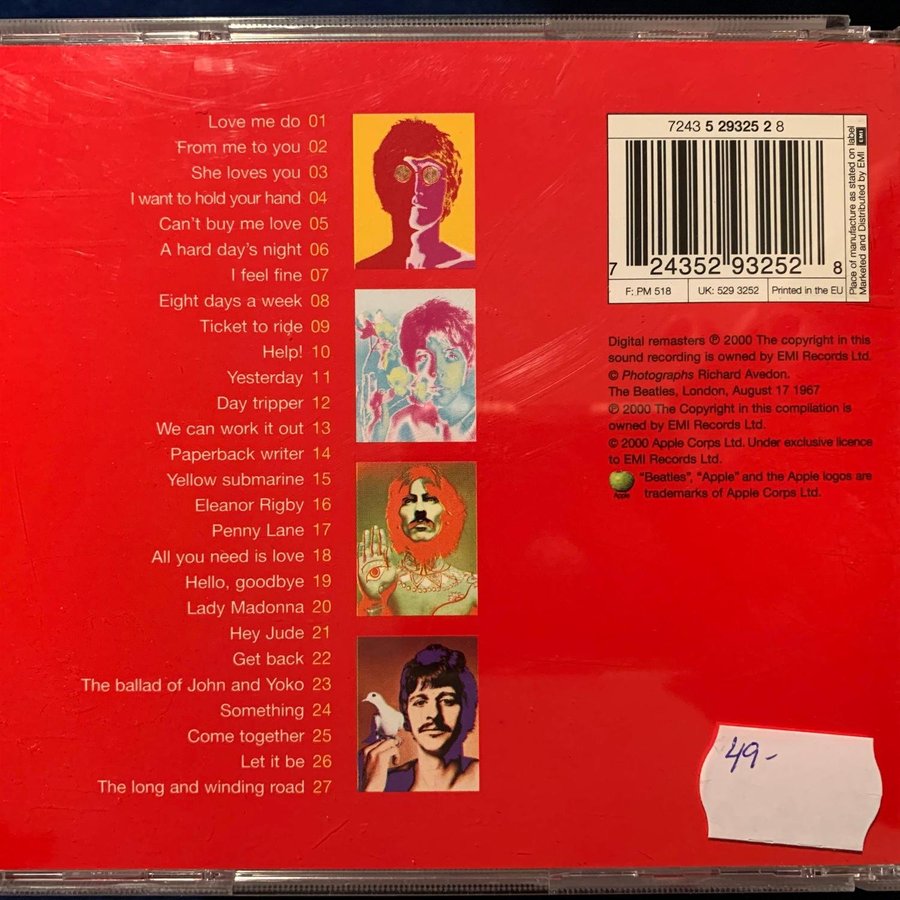 Love me do 01
From me to you 02
She loves you 03
I want to hold your hand 04
Can't buy me love 05
A hard day's night 06
I feel fine 07
Eight days a week 08
Ticket to ride 09
Help! 10
Yesterday 11
Day tripper 12
We can work it out 13
Paperback writer 14
Yellow submarine 15
Eleanor Rigby 16
Penny Lane 17
All you need is love 18
Hello, goodbye 19
Lady Madonna 20
Hey Jude 21
Get back 22
The ballad of John and Yoko 23
Something 24
Come together 25
Let it be 26
The long and winding road 27
7243 5 29325 2 8
7 24352 93252 8
F: PM 518
UK: 529 3252
Printed in the EU
Place of manufacture as stated on label
Marketed and Distributed by EMI
EMI
Digital remasters ℗ 2000 The copyright in this
sound recording is owned by EMI Records Ltd.
© Photographs Richard Avedon.
The Beatles, London, August 17 1967
℗ 2000 The Copyright in this compilation is
owned by EMI Records Ltd.
© 2000 Apple Corps Ltd. Under exclusive licence
to EMI Records Ltd.
"Beatles", "Apple" and the Apple logos are
trademarks of Apple Corps Ltd.
Apple
49-